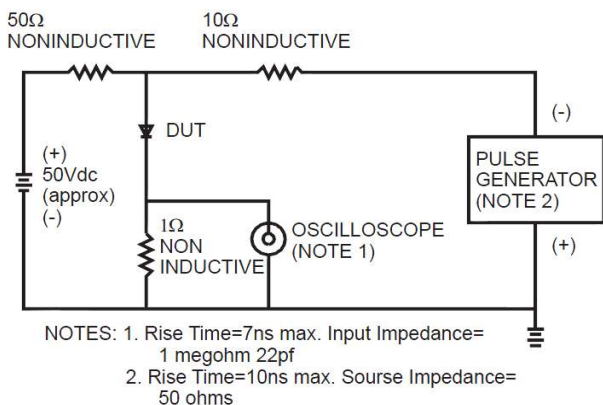 50Ω
NONINDUCTIVE
10Ω
NONINDUCTIVE
DUT
(+)
50Vdc
(approx)
(-)
1Ω
NON
INDUCTIVE
OSCILLOSCOPE
(NOTE 1)
(-)
PULSE
GENERATOR
(NOTE 2)
(+)
NOTES: 1. Rise Time=7ns max. Input Impedance=
1 megohm 22pf
2. Rise Time=10ns max. Sourse Impedance=
50 ohms